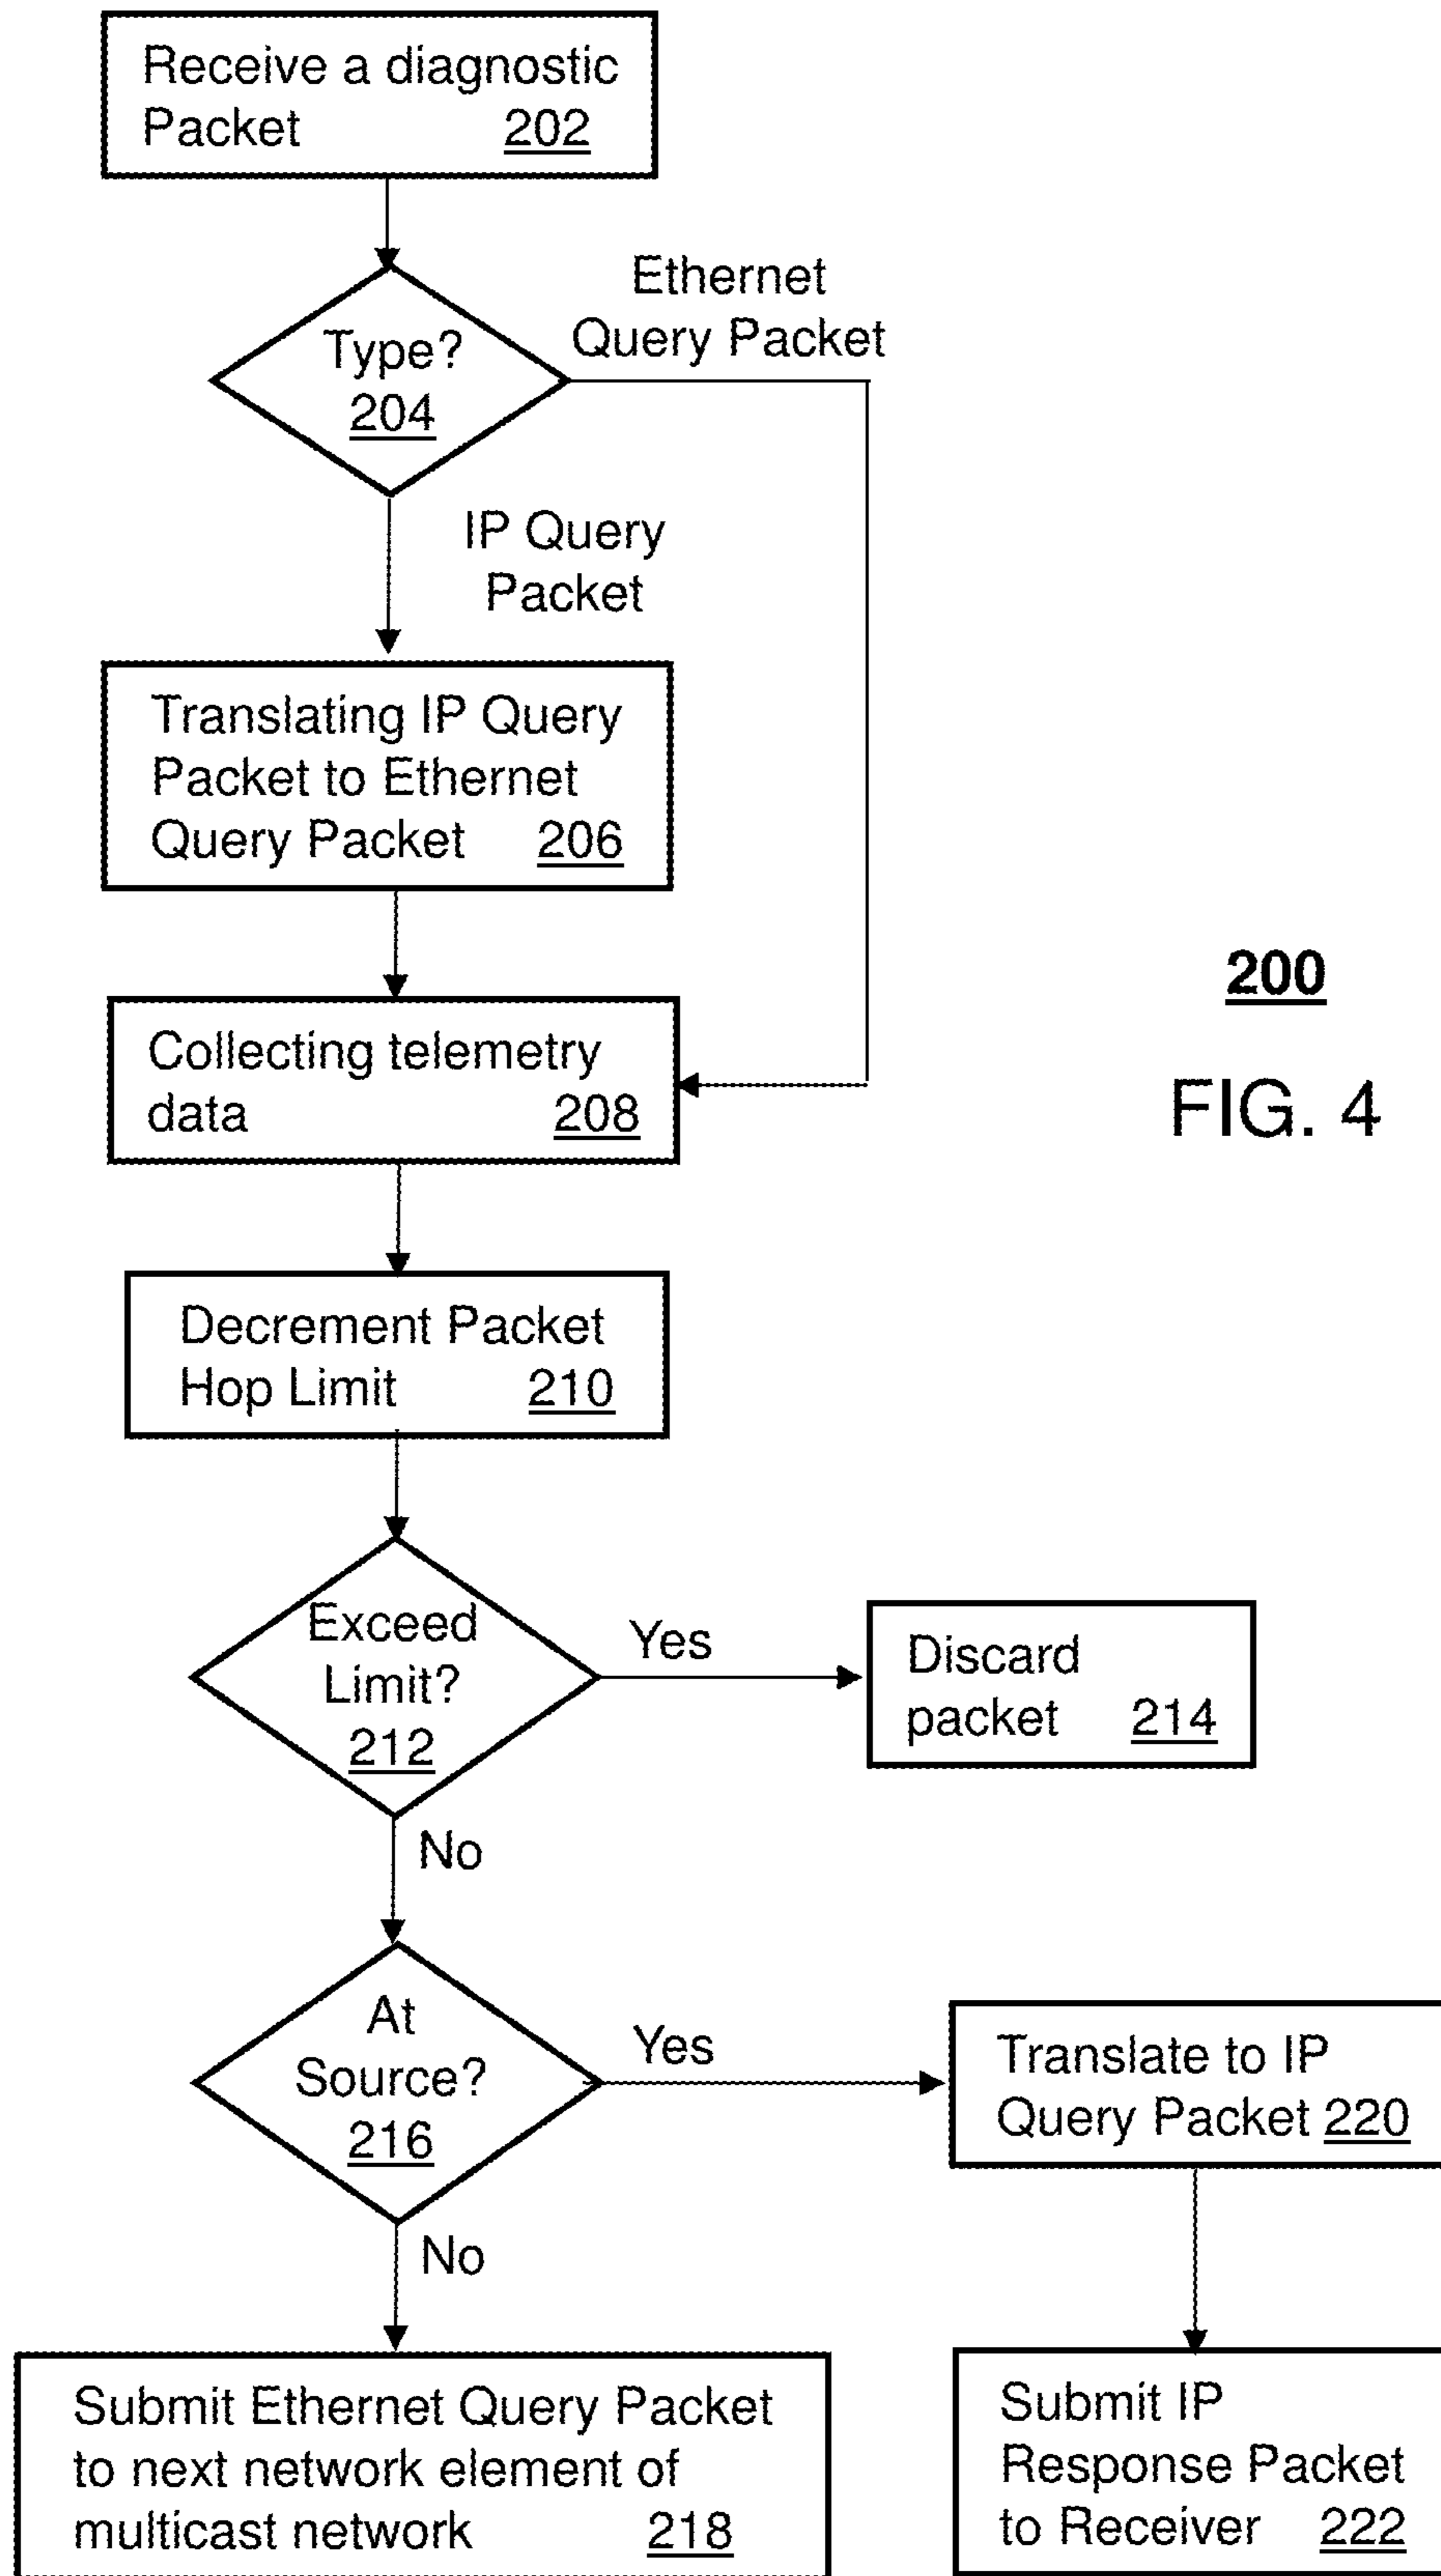 Receive a diagnostic
Packet 202
Ethernet
Query Packet
Type?
204
IP Query
Packet
Translating IP Query
Packet to Ethernet
Query Packet 206
200
FIG. 4
Collecting telemetry
data 208
Decrement Packet
Hop Limit 210
Exceed
Limit?
212
Yes
Discard
packet 214
No
At
Source?
216
Yes
Translate to IP
Query Packet 220
No
Submit Ethernet Query Packet
to next network element of
multicast network 218
Submit IP
Response Packet
to Receiver 222